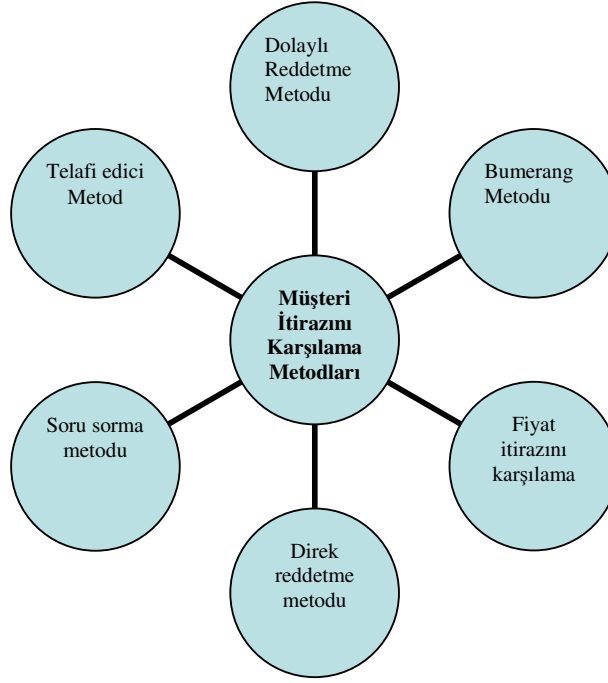 Dolaylı
Reddetme
Metodu
Telafi edici
Metod
Bumerang
Metodu
Müşteri
İtirazını
Karşılama
Metodları
Soru sorma
metodu
Fiyat
itirazını
karşılama
Direk
reddetme
metodu